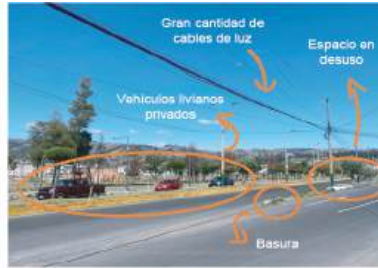 Gran cantidad de
cables de luz
Espacio en
desuso
Vehículos livianos
privados
Basura